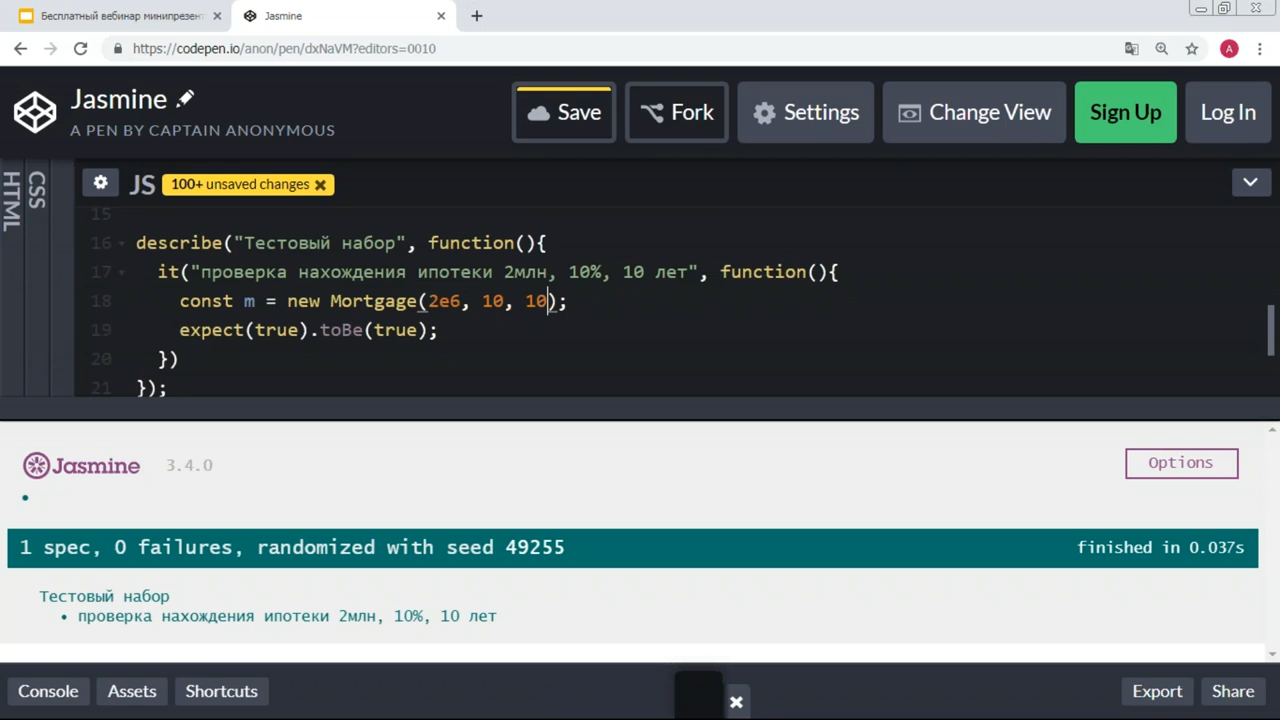 Бесплатный вебинар минипрезент
Jasmine
https://codepen.io/anon/pen/dxNaVM?editors=0010
A
Jasmine
A PEN BY CAPTAIN ANONYMOUS
Save
Fork
Settings
Change View
Sign Up
Log In
HTML
CSS
JS
100+ unsaved changes
15
16 describe("Тестовый набор", function(){
17 it("проверка нахождения ипотеки 2млн, 10%, 10 лет", function(){
18 const m = new Mortgage(2e6, 10, 10);
19 expect(true).toBe(true);
20 })
21 });
Jasmine 3.4.0
Options
•
1 spec, 0 failures, randomized with seed 49255
finished in 0.037s
Тестовый набор
• проверка нахождения ипотеки 2млн, 10%, 10 лет
Console
Assets
Shortcuts
Export
Share